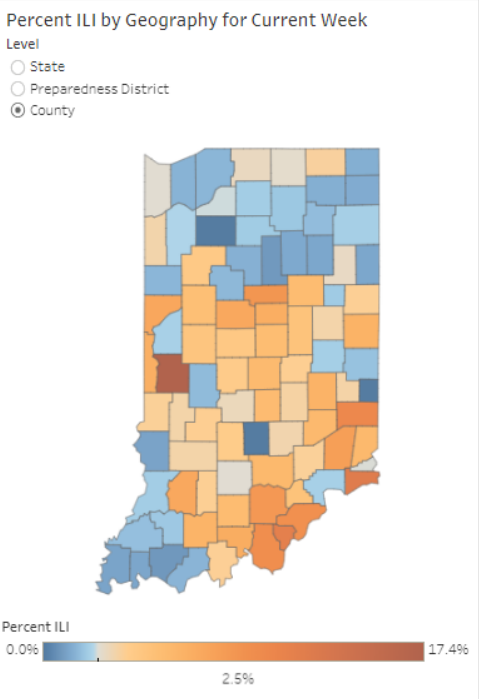 Percent ILI by Geography for Current Week
Level
State
Preparedness District
County
Percent ILI
0.0%
17.4%
2.5%